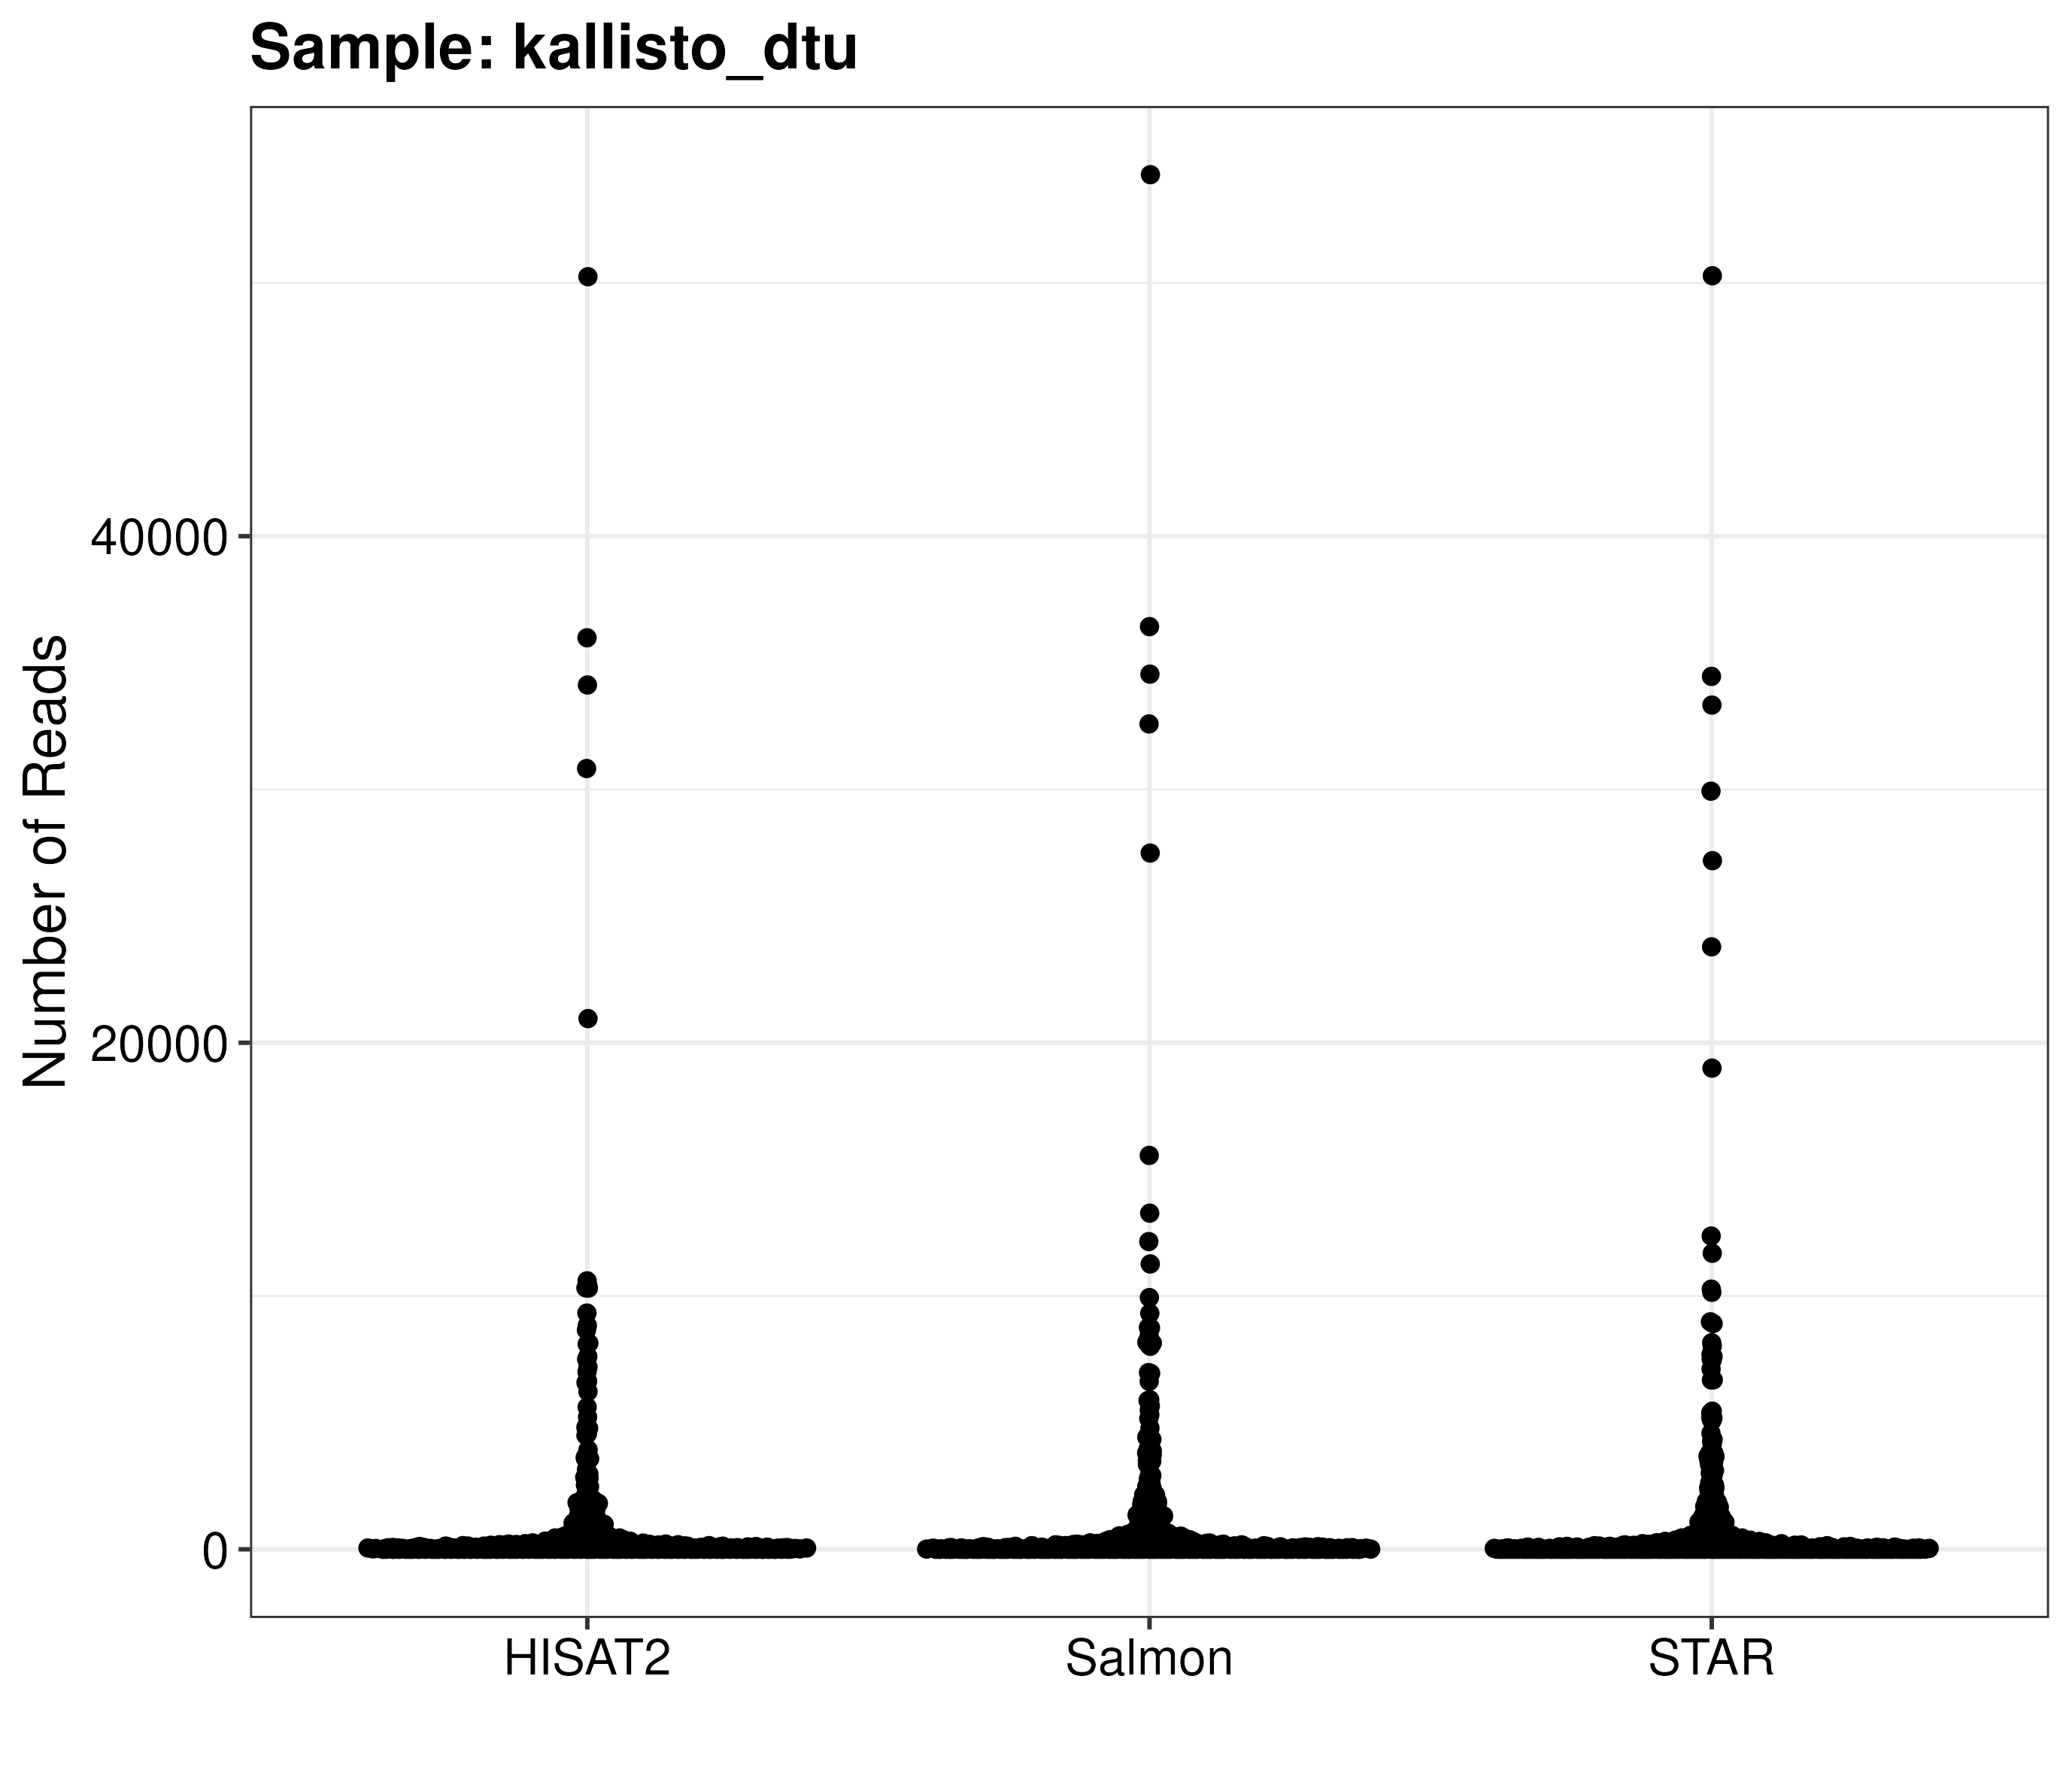 Sample: kallisto_dtu
Number of Reads
40000
20000
0
HISAT2 Salmon STAR